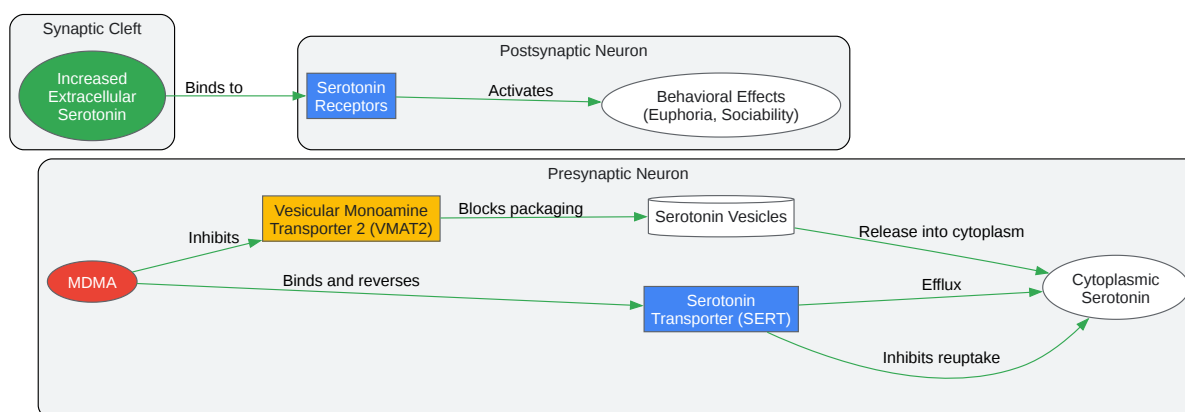 Synaptic Cleft
Increased
Extracellular
Serotonin
Binds to
Postsynaptic Neuron
Serotonin
Receptors
Activates
Behavioral Effects
(Euphoria, Sociability)
Presynaptic Neuron
MDMA
Inhibits
Vesicular Monoamine
Transporter 2 (VMAT2)
Blocks packaging
Serotonin Vesicles
Release into cytoplasm
Binds and reverses
Serotonin
Transporter (SERT)
Efflux
Inhibits reuptake
Cytoplasmic
Serotonin